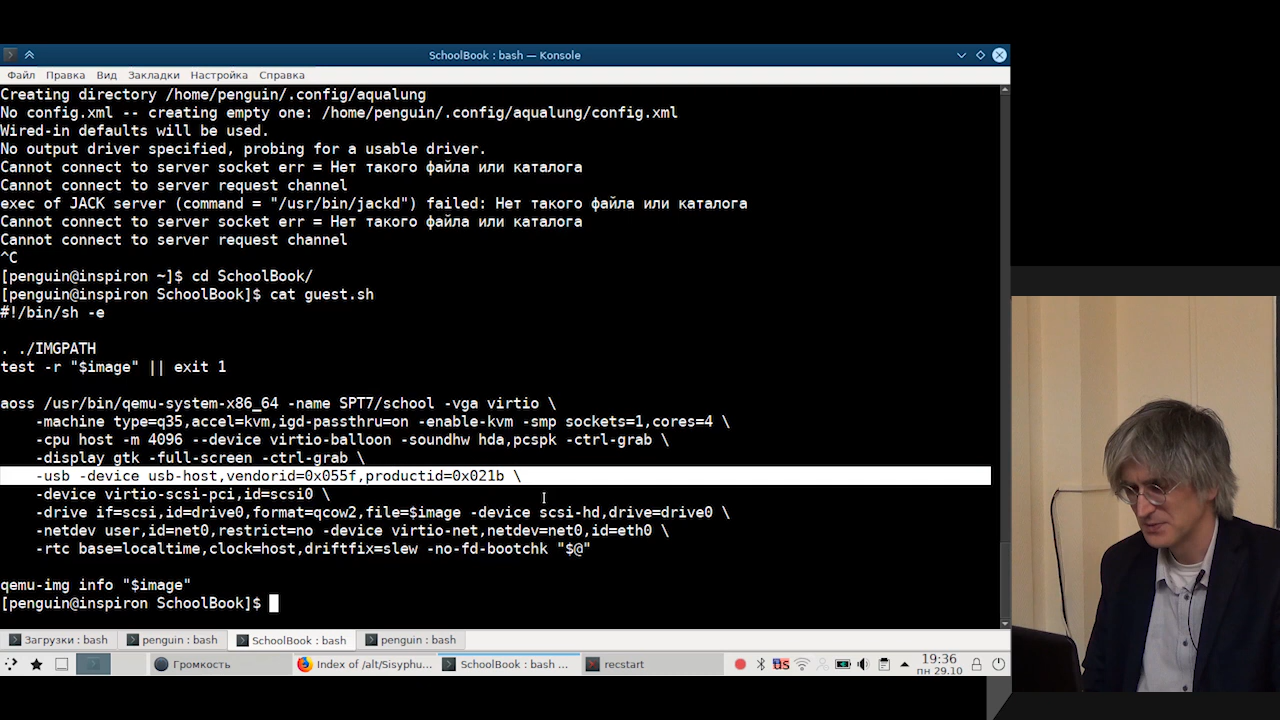 SchoolBook : bash — Konsole
Файл Правка Вид Закладки Настройка Справка
Creating directory /home/penguin/.config/aqualung
No config.xml -- creating empty one: /home/penguin/.config/aqualung/config.xml
Wired-in defaults will be used.
No output driver specified, probing for a usable driver.
Cannot connect to server socket err = Нет такого файла или каталога
Cannot connect to server request channel
exec of JACK server (command = "/usr/bin/jackd") failed: Нет такого файла или каталога
Cannot connect to server socket err = Нет такого файла или каталога
Cannot connect to server request channel
^C
[penguin@inspiron ~]$ cd SchoolBook/
[penguin@inspiron SchoolBook]$ cat guest.sh
#!/bin/sh -e
. ./IMGPATH
test -r "$image" || exit 1
aoss /usr/bin/qemu-system-x86_64 -name SPT7/school -vga virtio \
-machine type=q35,accel=kvm,igd-passthru=on -enable-kvm -smp sockets=1,cores=4 \
-cpu host -m 4096 --device virtio-balloon -soundhw hda,pcspk -ctrl-grab \
-display gtk -full-screen -ctrl-grab \
-usb -device usb-host,vendorid=0x055f,productid=0x021b \
-device virtio-scsi-pci,id=scsi0 \
-drive if=scsi,id=drive0,format=qcow2,file=$image -device scsi-hd,drive=drive0 \
-netdev user,id=net0,restrict=no -device virtio-net,netdev=net0,id=eth0 \
-rtc base=localtime,clock=host,driftfix=slew -no-fd-bootchk "$@"
qemu-img info "$image"
[penguin@inspiron SchoolBook]$
Загрузки : bash penguin : bash SchoolBook : bash penguin : bash
Громкость Index of /alt/Sisyphu... SchoolBook : bash ... recstart US 19:36
пн 29.10